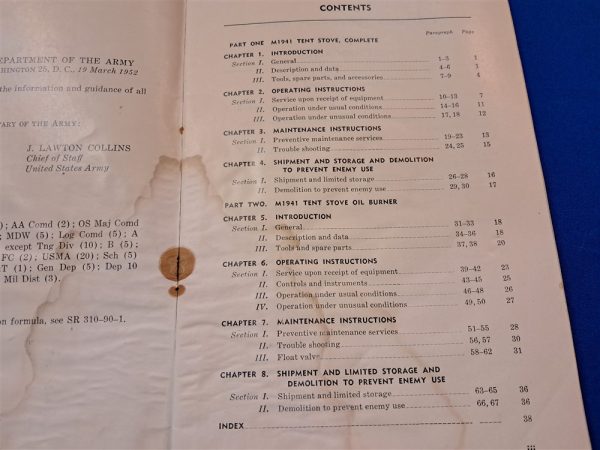 EPARTMENT OF THE ARMY
HINGTON 25, D. C., 19 March 1952
the information and guidance of all
ART OF THE ARMY:
J. LAWTON COLLINS
Chief of Staff
United States Army
); AA Comd (2); OS Maj Comd
; MDW (5); Log Comd (5); A
except Tng Div (10); B (5);
FC (2); USMA (20); Sch (5)
T (1); Gen Dep (5); Dep 10
Mil Dist (3).
on formula, see SR 310-90-1.
CONTENTS
Paragraph Page
PART ONE M1941 TENT STOVE, COMPLETE
CHAPTER 1. INTRODUCTION
Section I. General 1-3 1
II. Description and data 4-6 1
III. Tools, spare parts, and accessories 7-9 4
CHAPTER 2. OPERATING INSTRUCTIONS
Section I. Service upon receipt of equipment 10-13 7
II. Operation under usual conditions 14-16 11
III. Operation under unusual conditions 17, 18 12
CHAPTER 3. MAINTENANCE INSTRUCTIONS
Section I. Preventive maintenance services 19-23 13
II. Trouble shooting 24, 25 15
CHAPTER 4. SHIPMENT AND STORAGE AND DEMOLITION
TO PREVENT ENEMY USE
Section I. Shipment and limited storage 26-28 16
II. Demolition to prevent enemy use 29, 30 17
PART TWO. M1941 TENT STOVE OIL BURNER
CHAPTER 5. INTRODUCTION
Section I. General 31-33 18
II. Description and data 34-36 18
III. Tools and spare parts 37, 38 20
CHAPTER 6. OPERATING INSTRUCTIONS
Section I. Service upon receipt of equipment 39-42 23
II. Controls and instruments 43-45 25
III. Operation under usual conditions 46-48 26
IV. Operation under unusual conditions 49, 50 27
CHAPTER 7. MAINTENANCE INSTRUCTIONS
Section I. Preventive maintenance services 51-55 28
II. Trouble shooting 56, 57 30
III. Float valve 58-62 31
CHAPTER 8. SHIPMENT AND LIMITED STORAGE AND
DEMOLITION TO PREVENT ENEMY USE
Section I. Shipment and limited storage 63-65 36
II. Demolition to prevent enemy use 66, 67 36
INDEX 38
iii